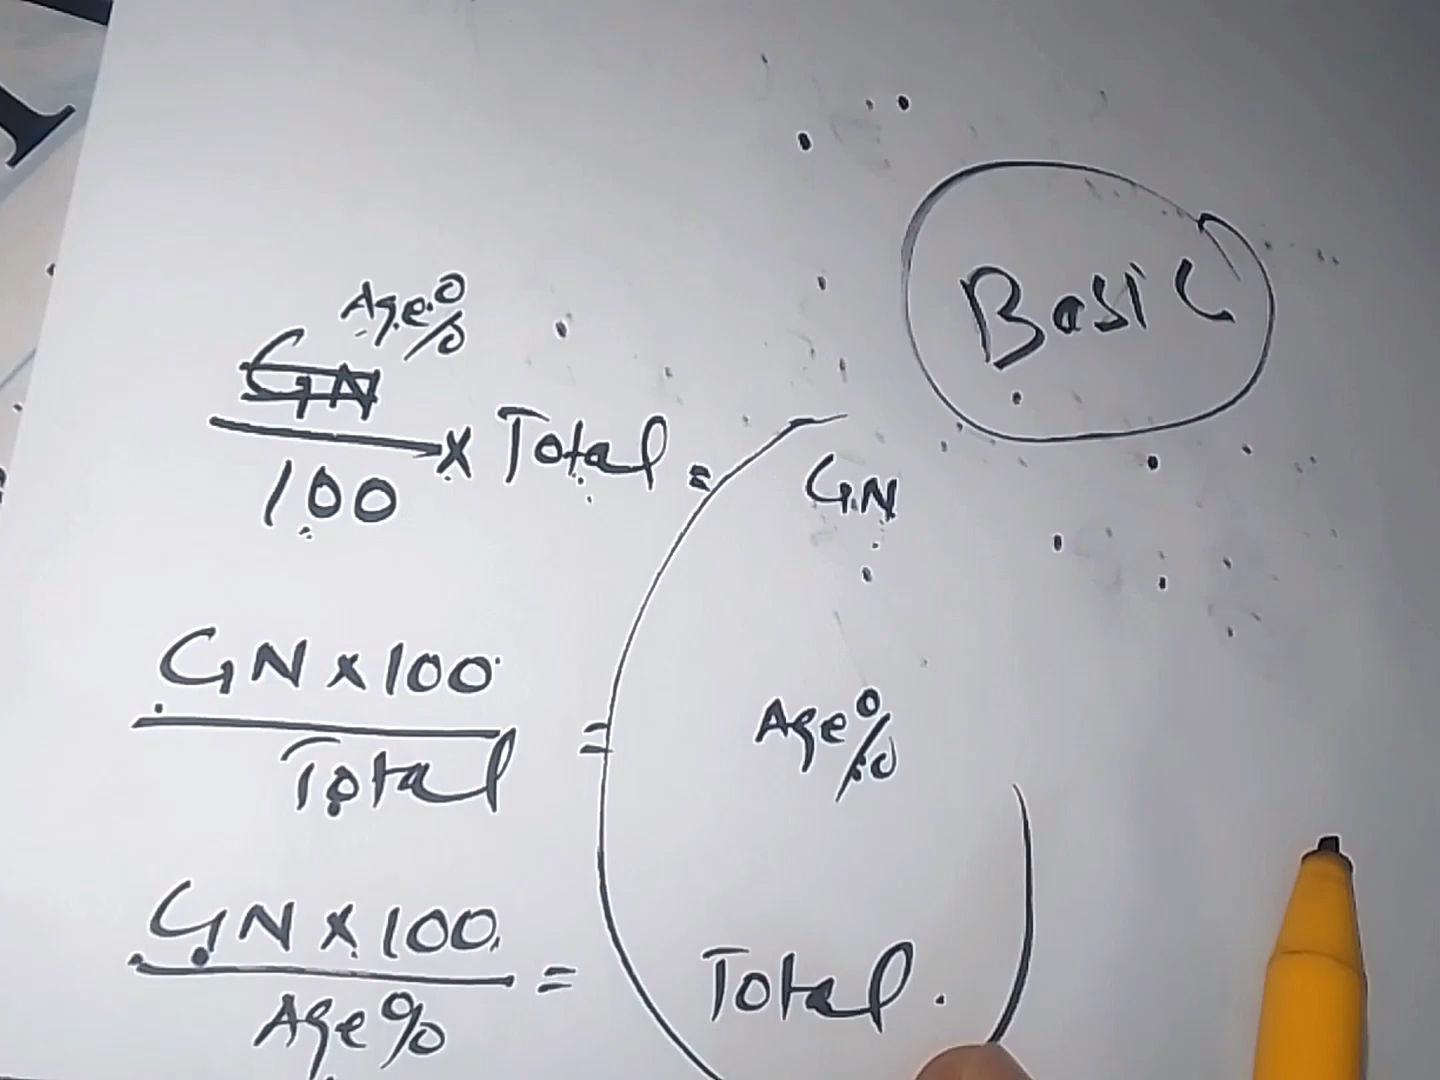 Basic
Age%
GN
100
× Total = GN
GN × 100
Total
= Age%
GN × 100
Age%
= Total.